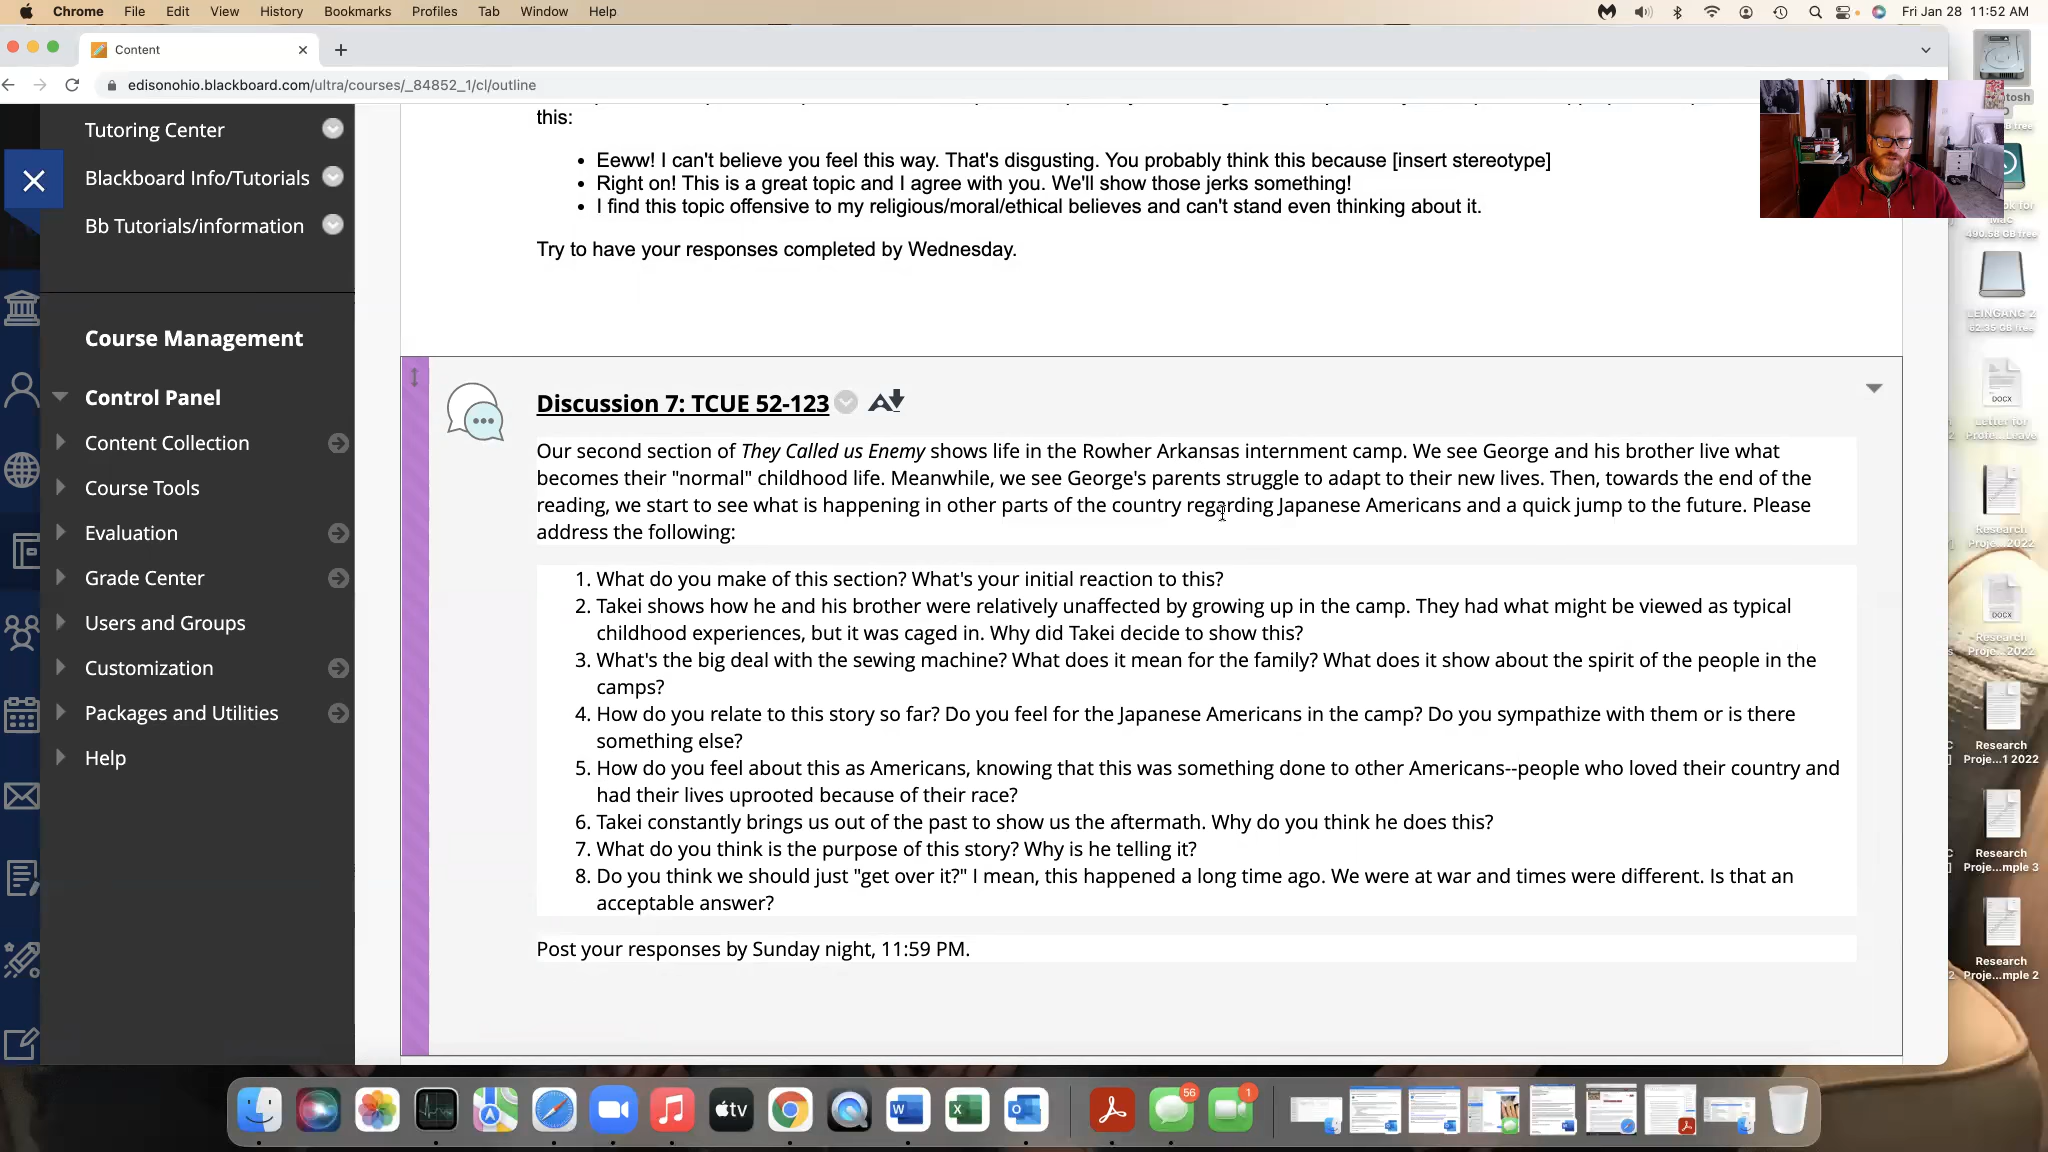 Chrome File Edit View History Bookmarks Profiles Tab Window Help Fri Jan 28 11:52 AM
Content
edisonohio.blackboard.com/ultra/courses/_84852_1/cl/outline
Tutoring Center
Blackboard Info/Tutorials
Bb Tutorials/information
Course Management
Control Panel
Content Collection
Course Tools
Evaluation
Grade Center
Users and Groups
Customization
Packages and Utilities
Help
this:
• Eeww! I can't believe you feel this way. That's disgusting. You probably think this because [insert stereotype]
• Right on! This is a great topic and I agree with you. We'll show those jerks something!
• I find this topic offensive to my religious/moral/ethical believes and can't stand even thinking about it.
Try to have your responses completed by Wednesday.
Discussion 7: TCUE 52-123
Our second section of They Called us Enemy shows life in the Rowher Arkansas internment camp. We see George and his brother live what
becomes their "normal" childhood life. Meanwhile, we see George's parents struggle to adapt to their new lives. Then, towards the end of the
reading, we start to see what is happening in other parts of the country regarding Japanese Americans and a quick jump to the future. Please
address the following:
1. What do you make of this section? What's your initial reaction to this?
2. Takei shows how he and his brother were relatively unaffected by growing up in the camp. They had what might be viewed as typical
childhood experiences, but it was caged in. Why did Takei decide to show this?
3. What's the big deal with the sewing machine? What does it mean for the family? What does it show about the spirit of the people in the
camps?
4. How do you relate to this story so far? Do you feel for the Japanese Americans in the camp? Do you sympathize with them or is there
something else?
5. How do you feel about this as Americans, knowing that this was something done to other Americans--people who loved their country and
had their lives uprooted because of their race?
6. Takei constantly brings us out of the past to show us the aftermath. Why do you think he does this?
7. What do you think is the purpose of this story? Why is he telling it?
8. Do you think we should just "get over it?" I mean, this happened a long time ago. We were at war and times were different. Is that an
acceptable answer?
Post your responses by Sunday night, 11:59 PM.
LEINGANG 2
62.35 GB free
DOCX
Letter for
Research
Proje...2022
DOCX
Research
Research
Proje...1 2022
Research
Proje...mple 3
Research
Proje...mple 2
tv
56
1